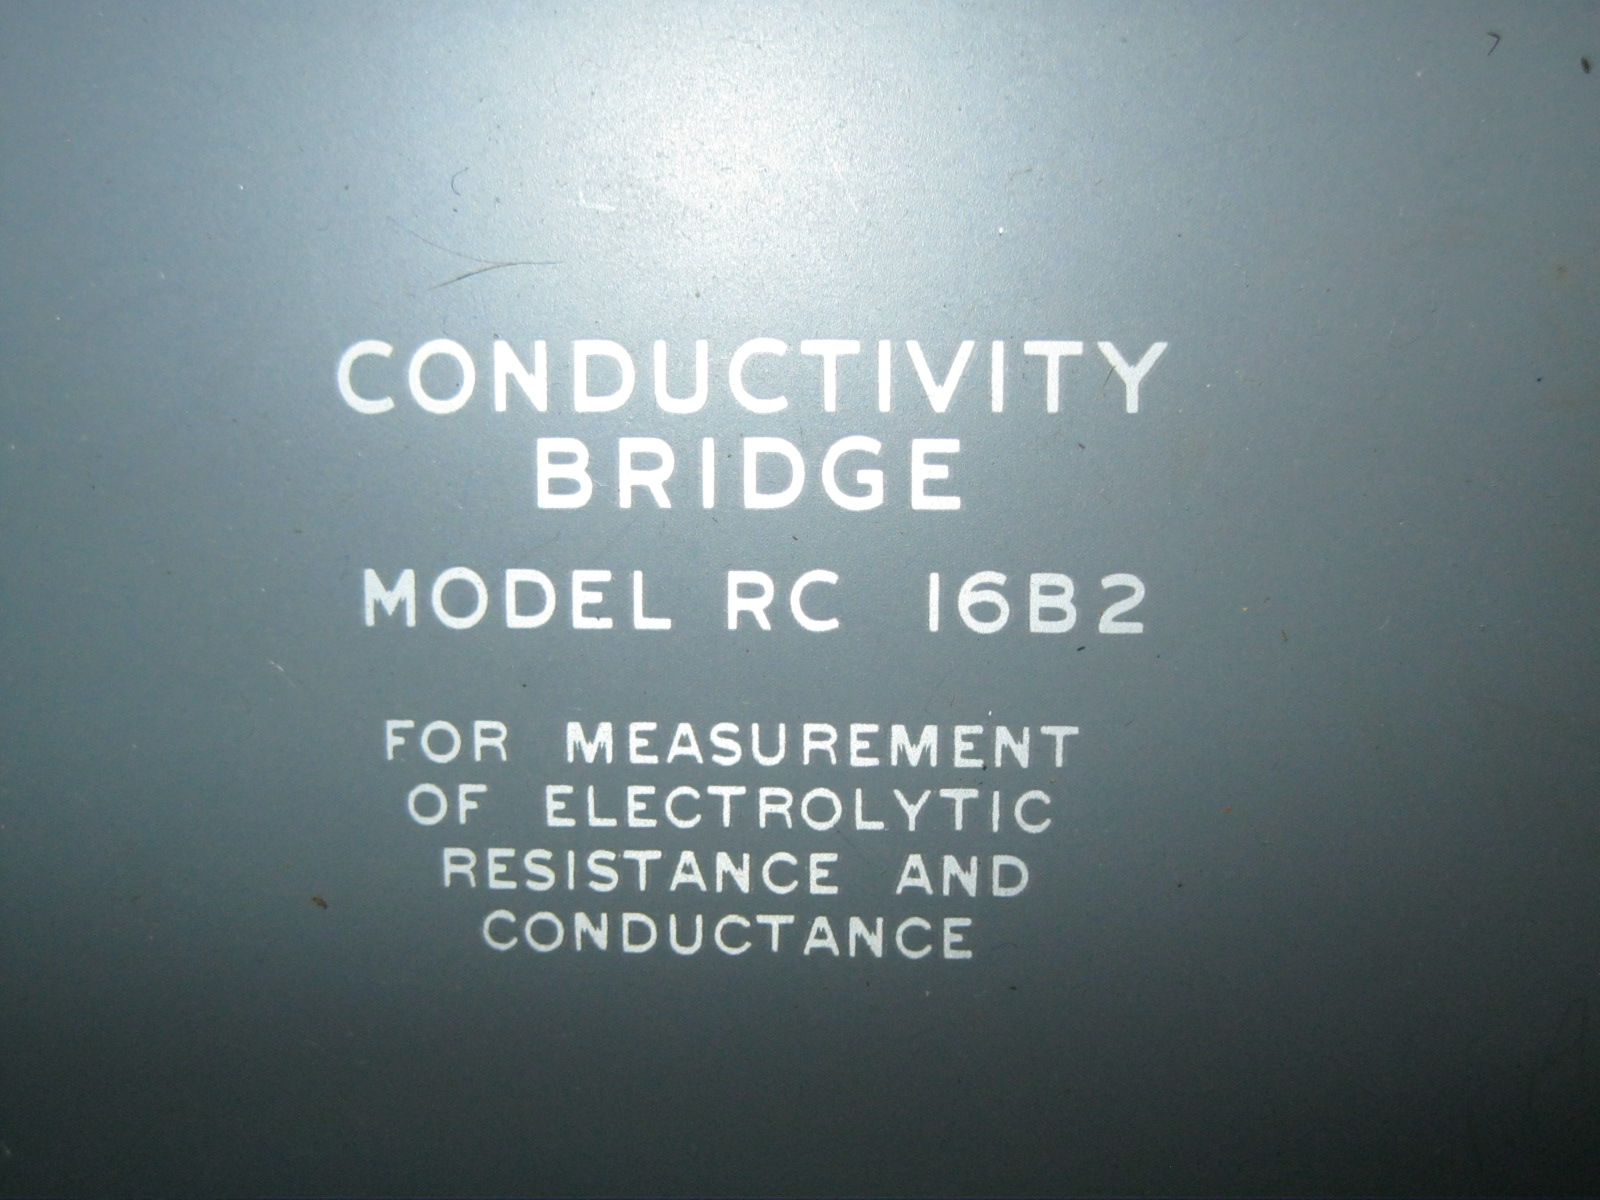 CONDUCTIVITY
BRIDGE
MODEL RC 16B2
FOR MEASUREMENT
OF ELECTROLYTIC
RESISTANCE AND
CONDUCTANCE